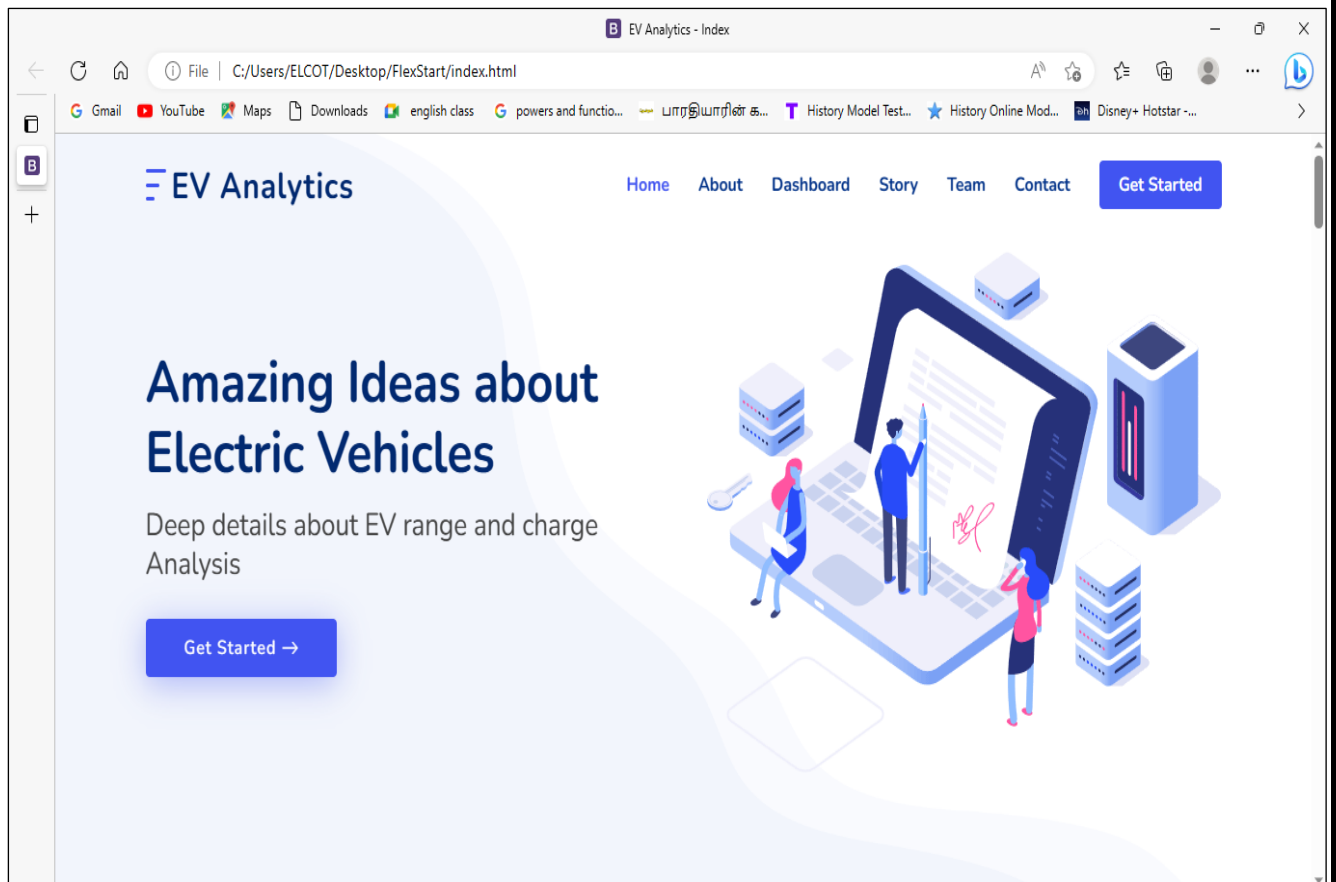 EV Analytics - Index
File | C:/Users/ELCOT/Desktop/FlexStart/index.html
Gmail YouTube Maps Downloads english class powers and functio... பாரதியாரின் க... History Model Test... History Online Mod... Disney+ Hotstar -...
EV Analytics Home About Dashboard Story Team Contact Get Started
Amazing Ideas about
Electric Vehicles
Deep details about EV range and charge
Analysis
Get Started →